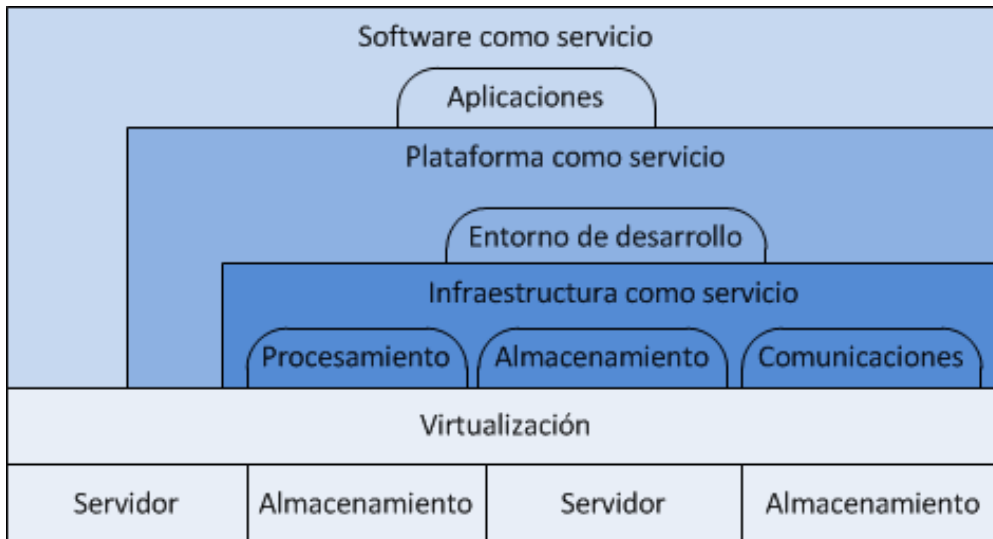 Software como servicio
Aplicaciones
Plataforma como servicio
Entorno de desarrollo
Infraestructura como servicio
Procesamiento
Almacenamiento
Comunicaciones
Virtualización
Servidor
Almacenamiento
Servidor
Almacenamiento